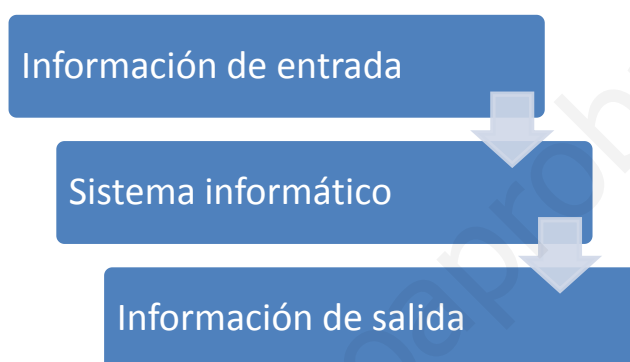 Información de entrada
Sistema informático
Información de salida